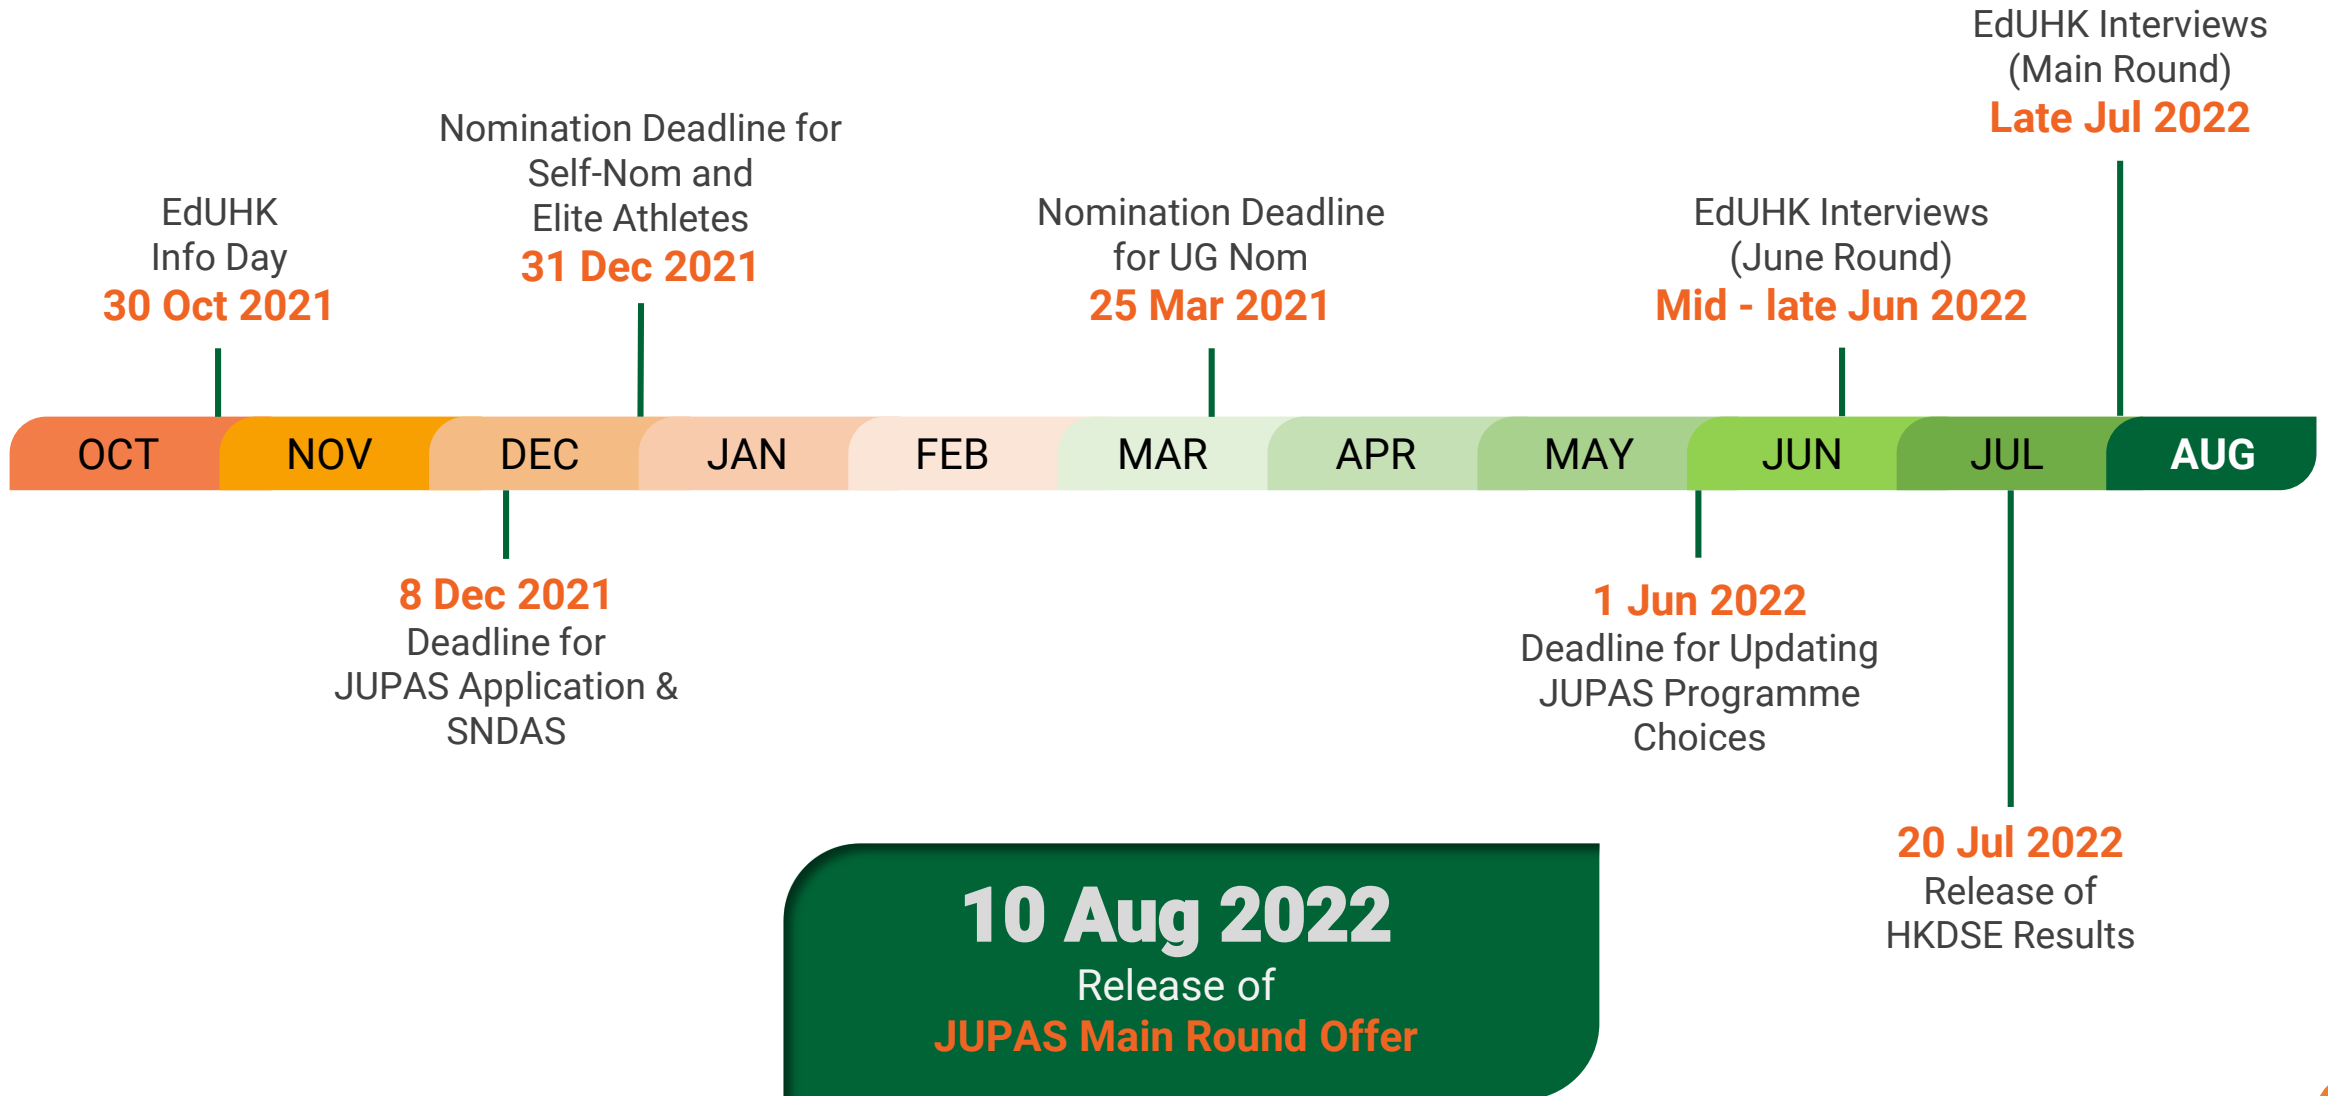 EdUHK Interviews
(Main Round)
Late Jul 2022
Nomination Deadline for
Self-Nom and
Elite Athletes
31 Dec 2021
EdUHK
Info Day
30 Oct 2021
Nomination Deadline
for UG Nom
25 Mar 2021
EdUHK Interviews
(June Round)
Mid - late Jun 2022
OCT
NOV
DEC
JAN
FEB
MAR
APR
MAY
JUN
JUL
AUG
8 Dec 2021
Deadline for
JUPAS Application &
SNDAS
1 Jun 2022
Deadline for Updating
JUPAS Programme
Choices
20 Jul 2022
Release of
HKDSE Results
10 Aug 2022
Release of
JUPAS Main Round Offer